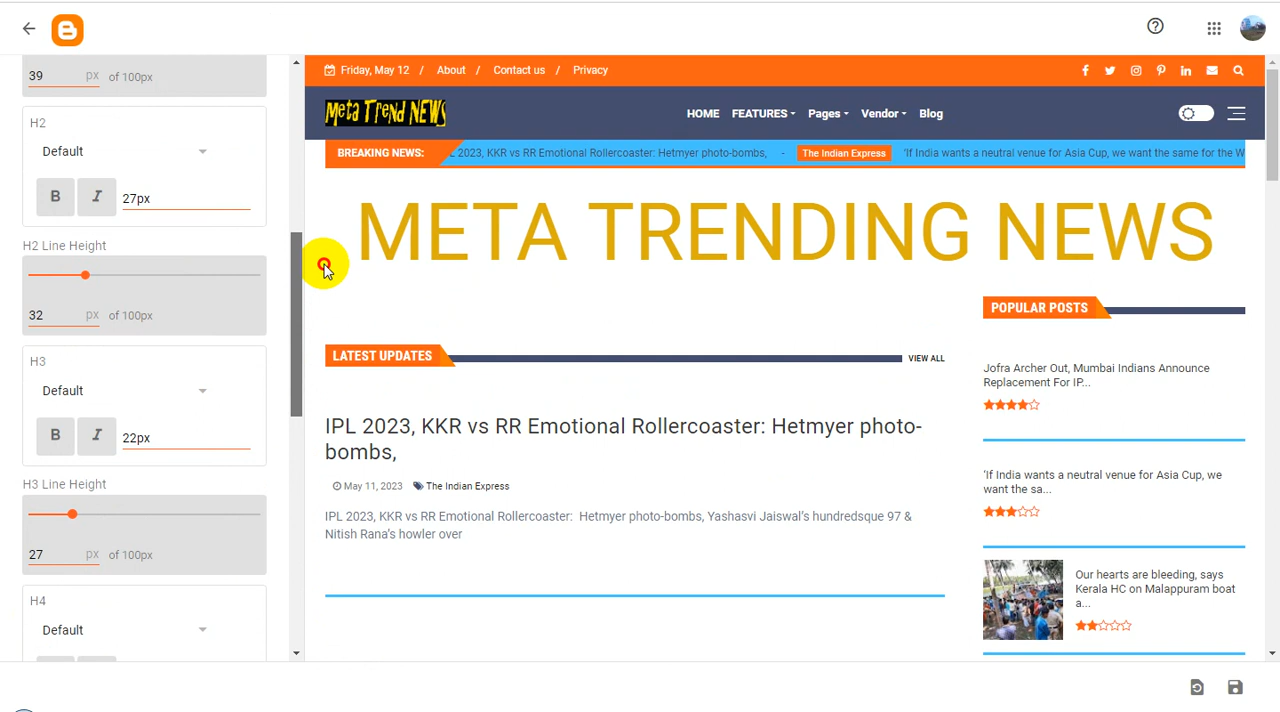 39 px of 100px
H2
Default
B I 27px
H2 Line Height
32 px of 100px
H3
Default
B I 22px
H3 Line Height
27 px of 100px
H4
Default
Friday, May 12 / About / Contact us / Privacy
Meta Trend NEWS
HOME FEATURES Pages Vendor Blog
BREAKING NEWS: 2023, KKR vs RR Emotional Rollercoaster: Hetmyer photo-bombs, - The Indian Express 'If India wants a neutral venue for Asia Cup, we want the same for the W
META TRENDING NEWS
LATEST UPDATES
VIEW ALL
IPL 2023, KKR vs RR Emotional Rollercoaster: Hetmyer photo-
bombs,
May 11, 2023 The Indian Express
IPL 2023, KKR vs RR Emotional Rollercoaster: Hetmyer photo-bombs, Yashasvi Jaiswal's hundredsque 97 &
Nitish Rana's howler over
POPULAR POSTS
Jofra Archer Out, Mumbai Indians Announce
Replacement For IP...
'If India wants a neutral venue for Asia Cup, we
want the sa...
Our hearts are bleeding, says
Kerala HC on Malappuram boat
a...